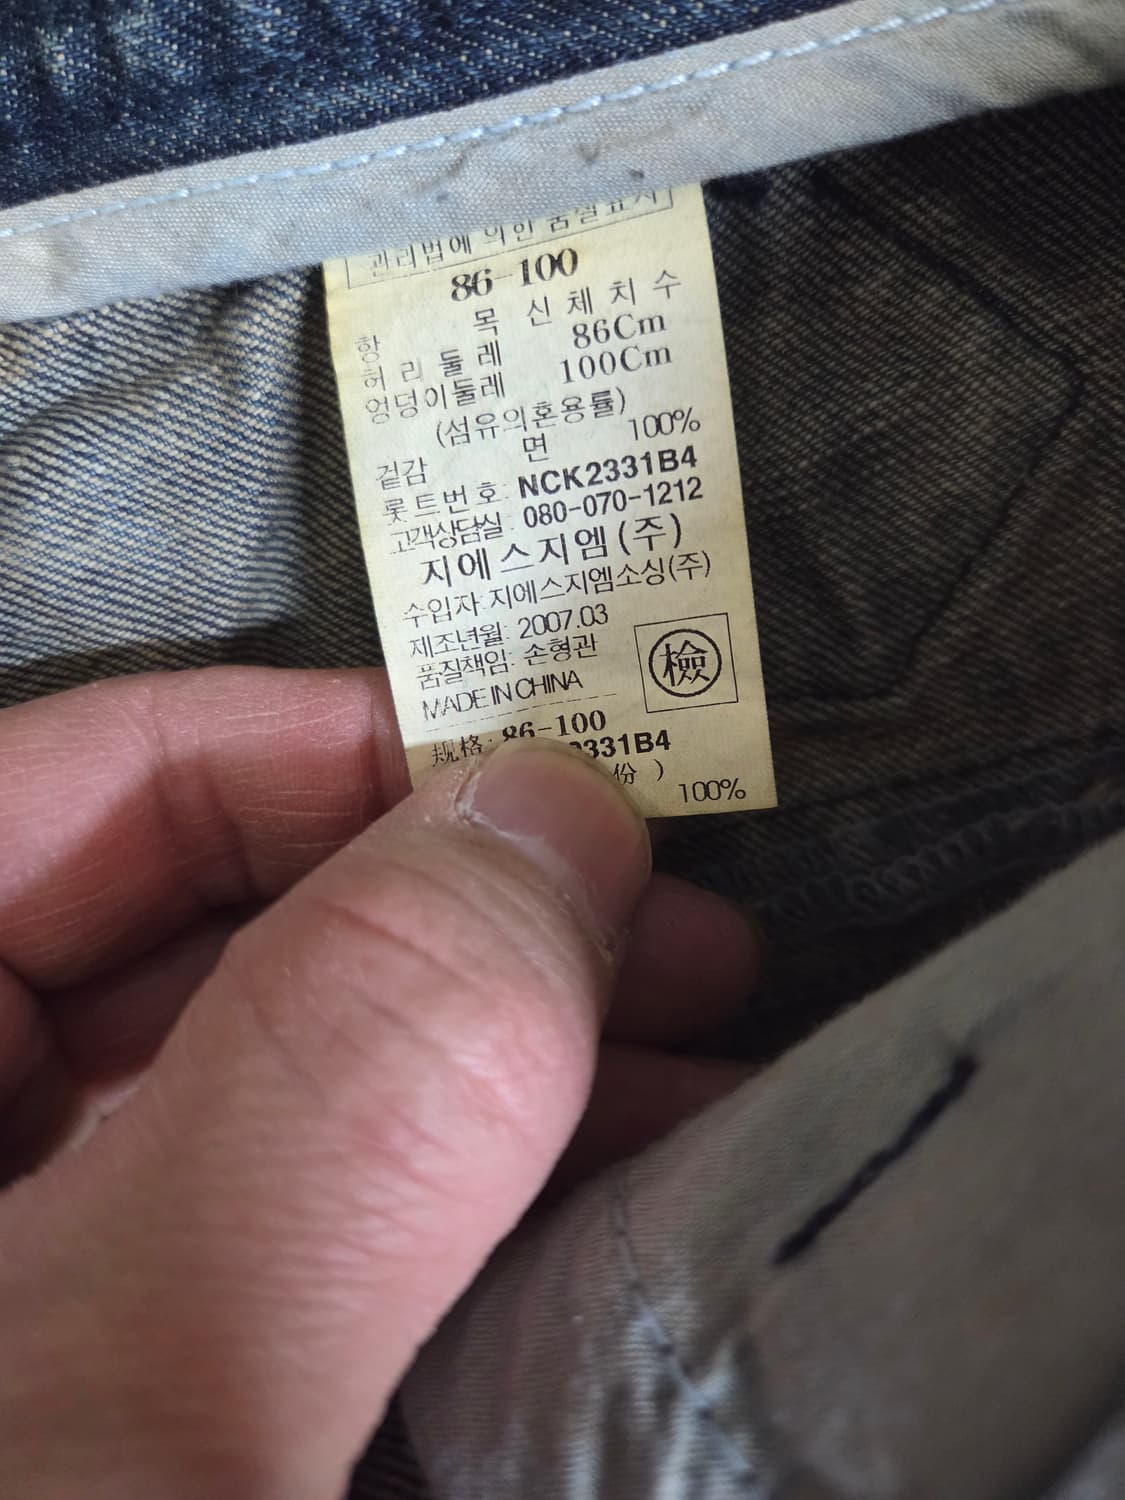 관리법에 의한 품질표시
86-100
항 목 신체치수
허리둘레 86Cm
엉덩이둘레 100Cm
(섬유의혼용률)
겉감 면 100%
롯트번호: NCK2331B4
고객상담실: 080-070-1212
지에스지엠(주)
수입자:지에스지엠소싱(주)
제조년월: 2007.03
품질책임: 손형관
檢
MADE IN CHINA
规格: 86-100
2331B4
份 )
100%